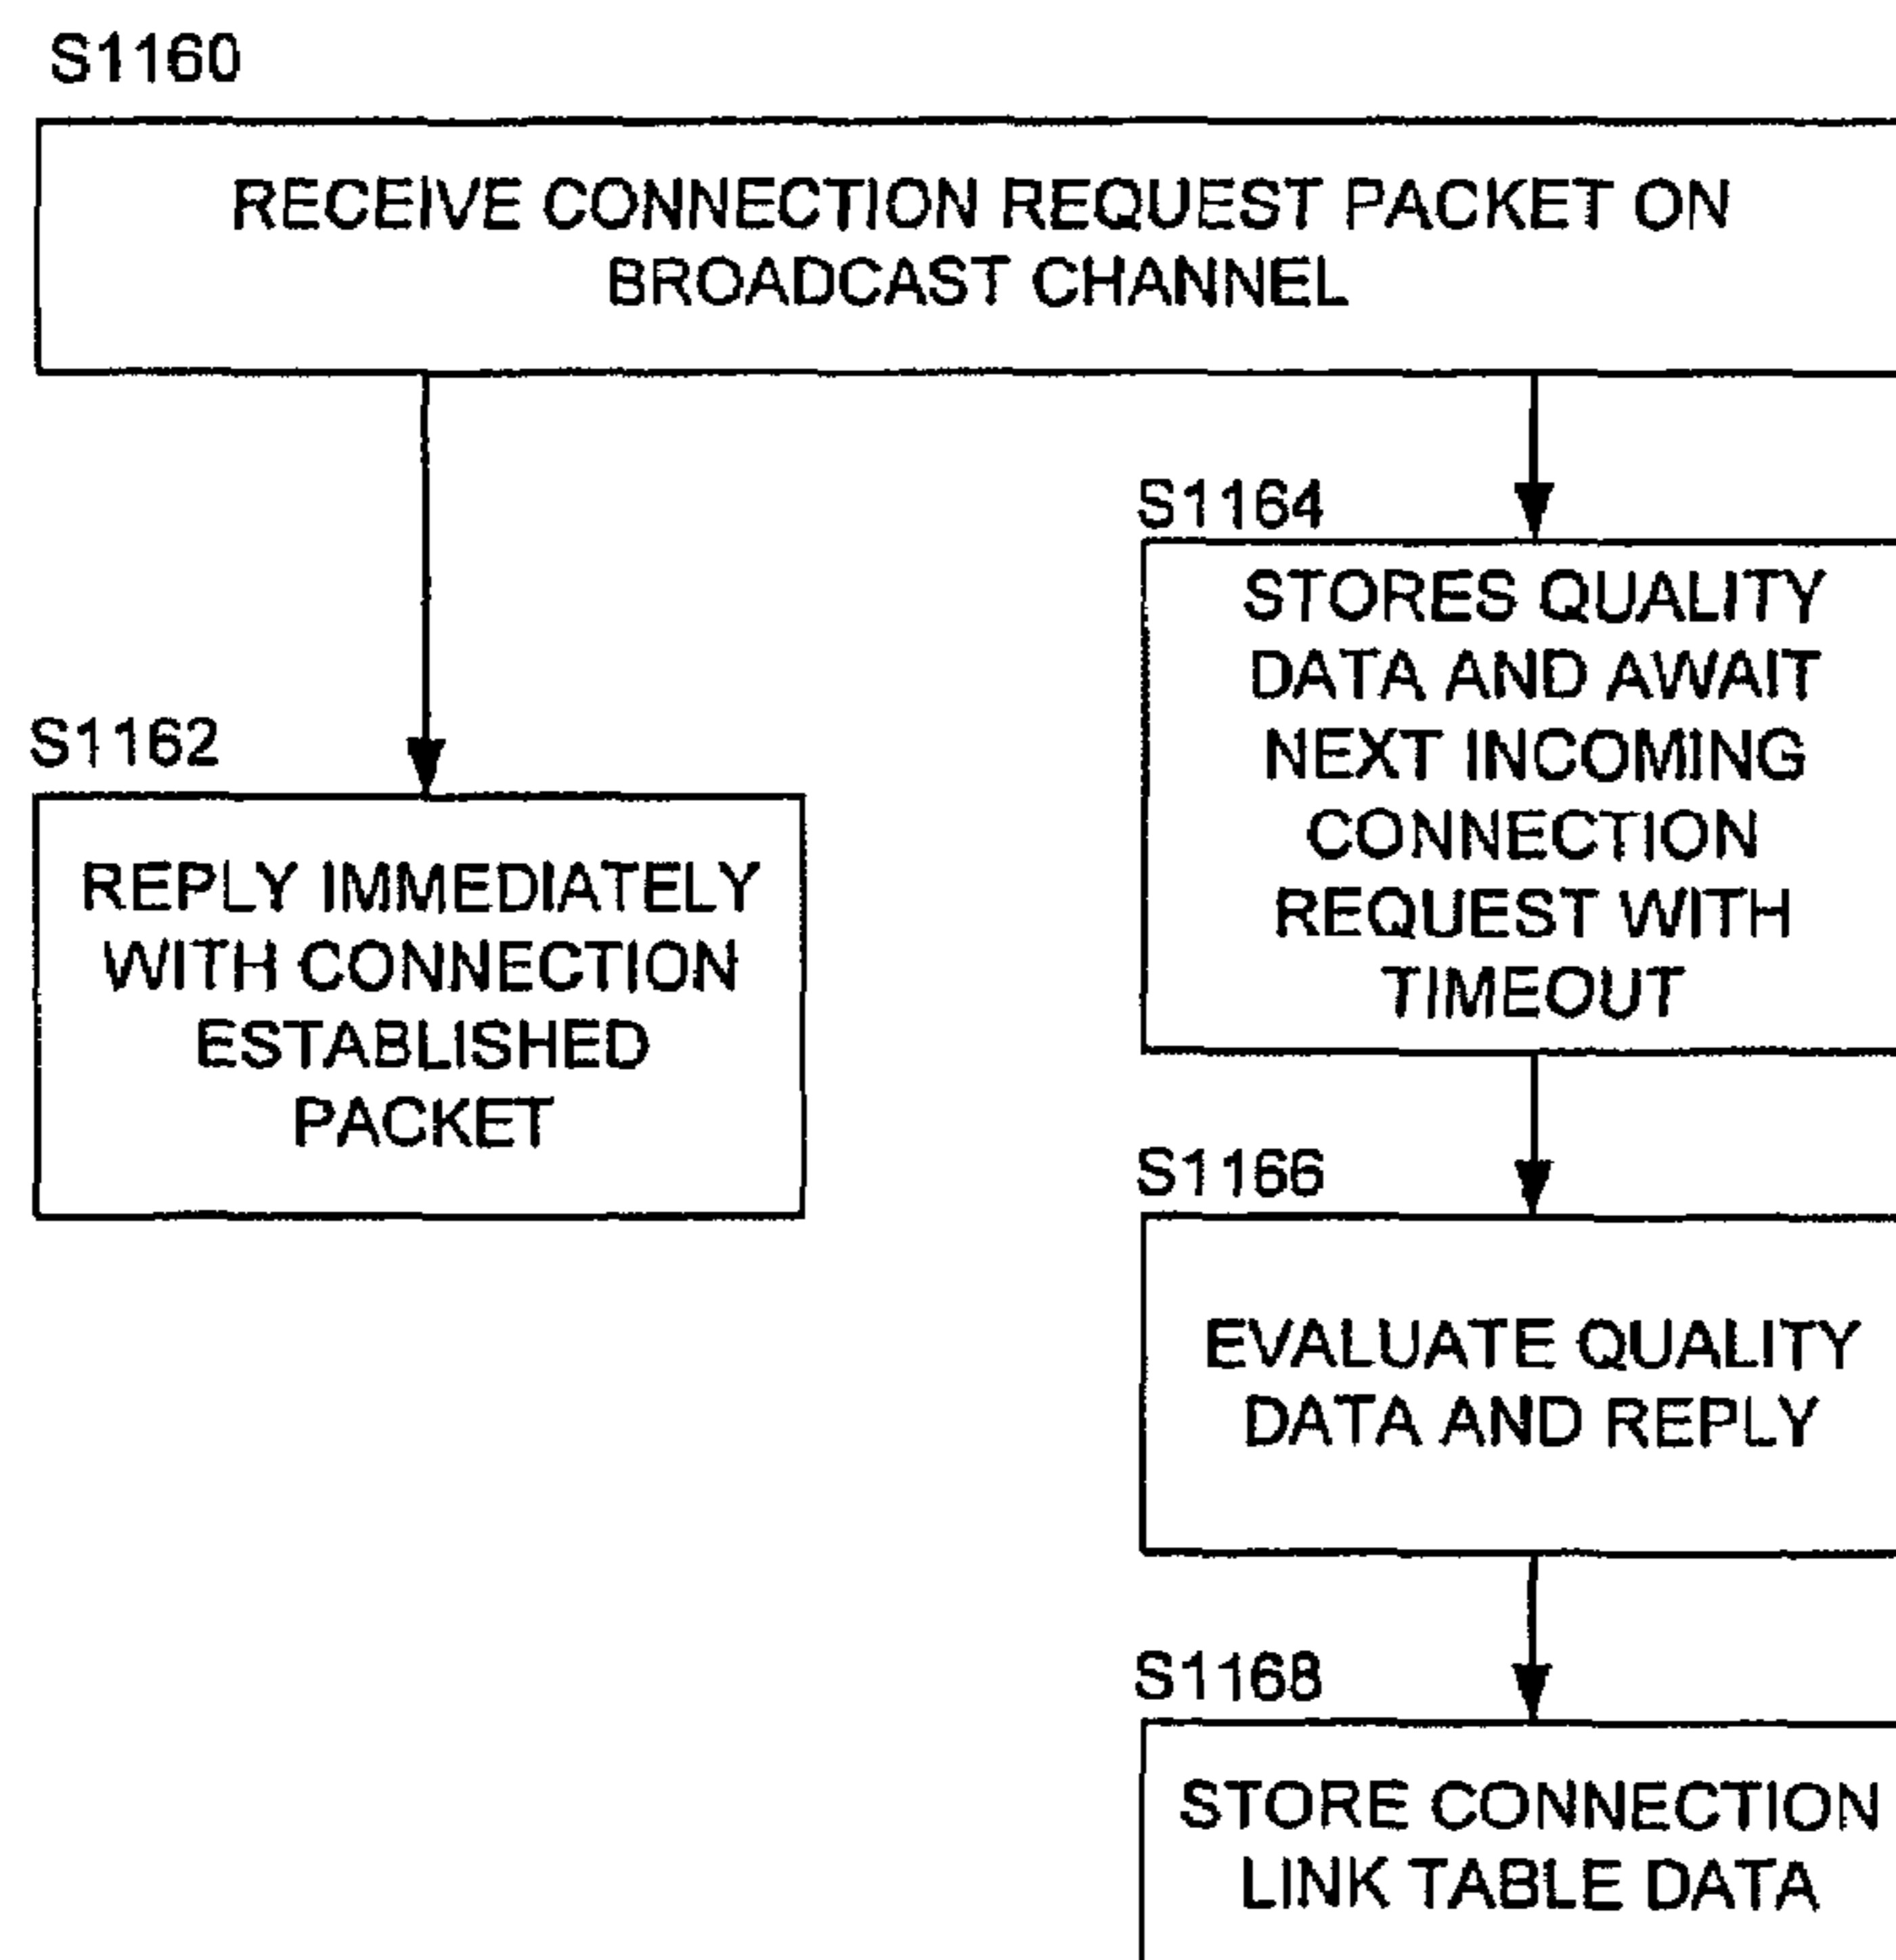 S1160
RECEIVE CONNECTION REQUEST PACKET ON
BROADCAST CHANNEL
S1162
REPLY IMMEDIATELY
WITH CONNECTION
ESTABLISHED
PACKET
S1164
STORES QUALITY
DATA AND AWAIT
NEXT INCOMING
CONNECTION
REQUEST WITH
TIMEOUT
S1166
EVALUATE QUALITY
DATA AND REPLY
S1168
STORE CONNECTION
LINK TABLE DATA